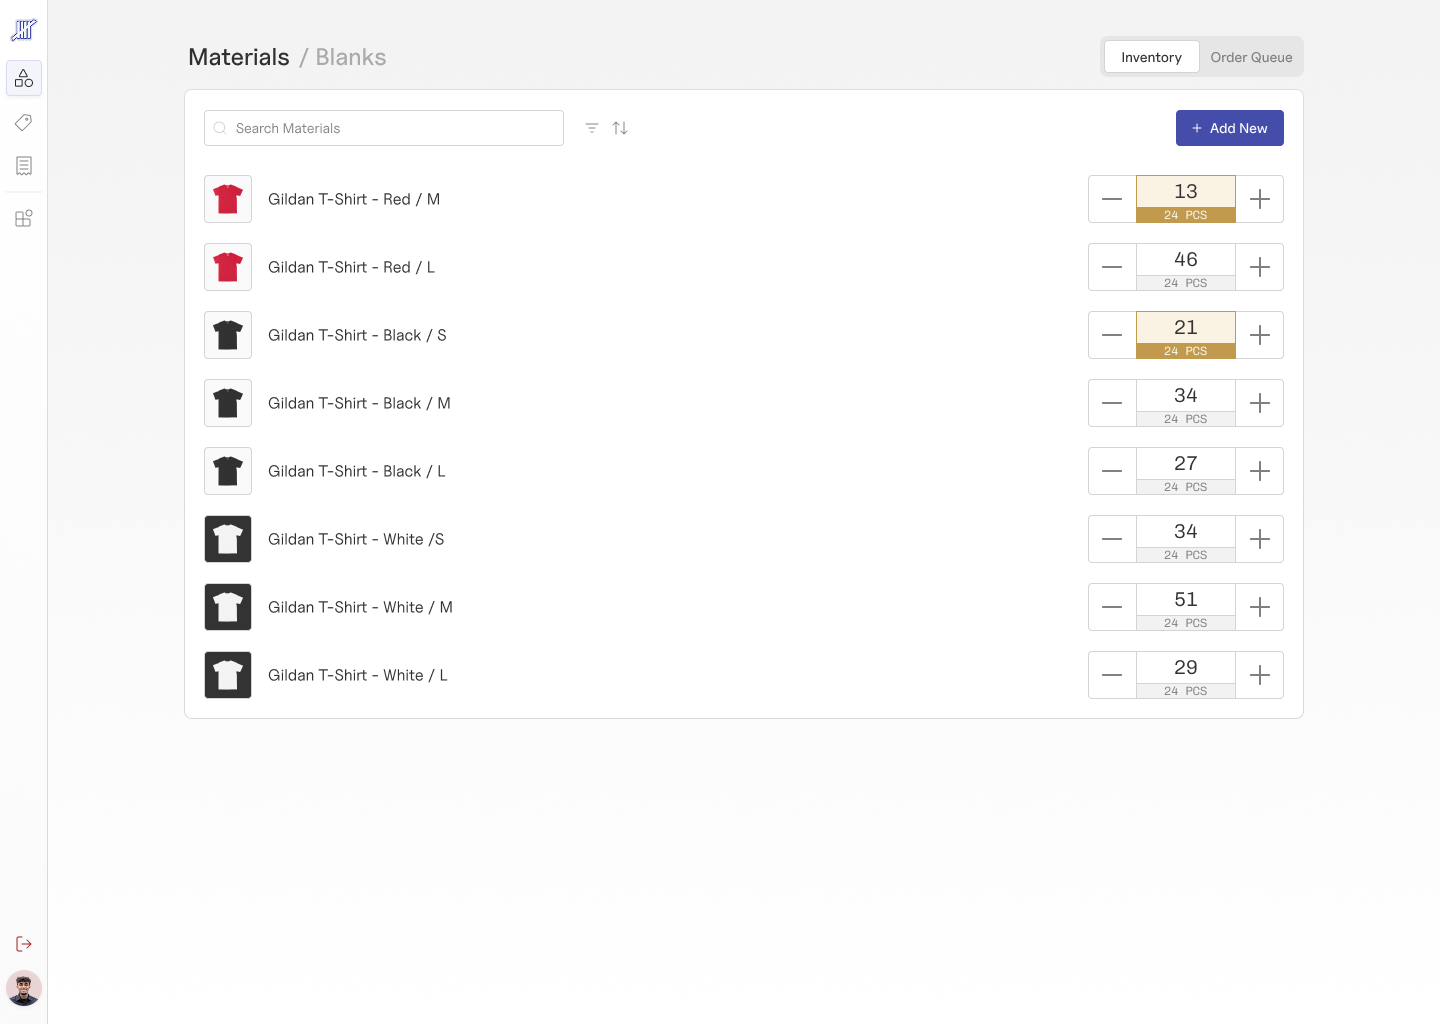 Materials / Blanks
Inventory
Order Queue
Search Materials
+ Add New
Gildan T-Shirt - Red / M
13
24 PCS
Gildan T-Shirt - Red / L
46
24 PCS
Gildan T-Shirt - Black / S
21
24 PCS
Gildan T-Shirt - Black / M
34
24 PCS
Gildan T-Shirt - Black / L
27
24 PCS
Gildan T-Shirt - White /S
34
24 PCS
Gildan T-Shirt - White / M
51
24 PCS
Gildan T-Shirt - White / L
29
24 PCS